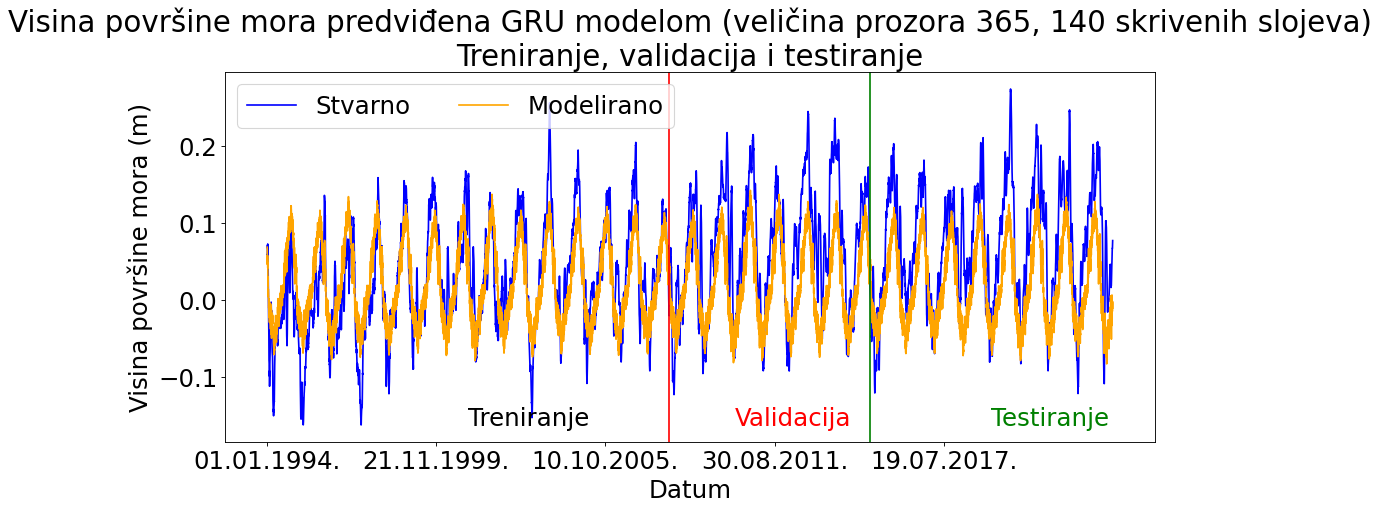 Visina površine mora predviđena GRU modelom (veličina prozora 365, 140 skrivenih slojeva)
Treniranje, validacija i testiranje
Stvarno
Modelirano
Visina površine mora (m)
0.2
0.1
0.0
−0.1
Treniranje
Validacija
Testiranje
01.01.1994.
21.11.1999.
10.10.2005.
30.08.2011.
19.07.2017.
Datum